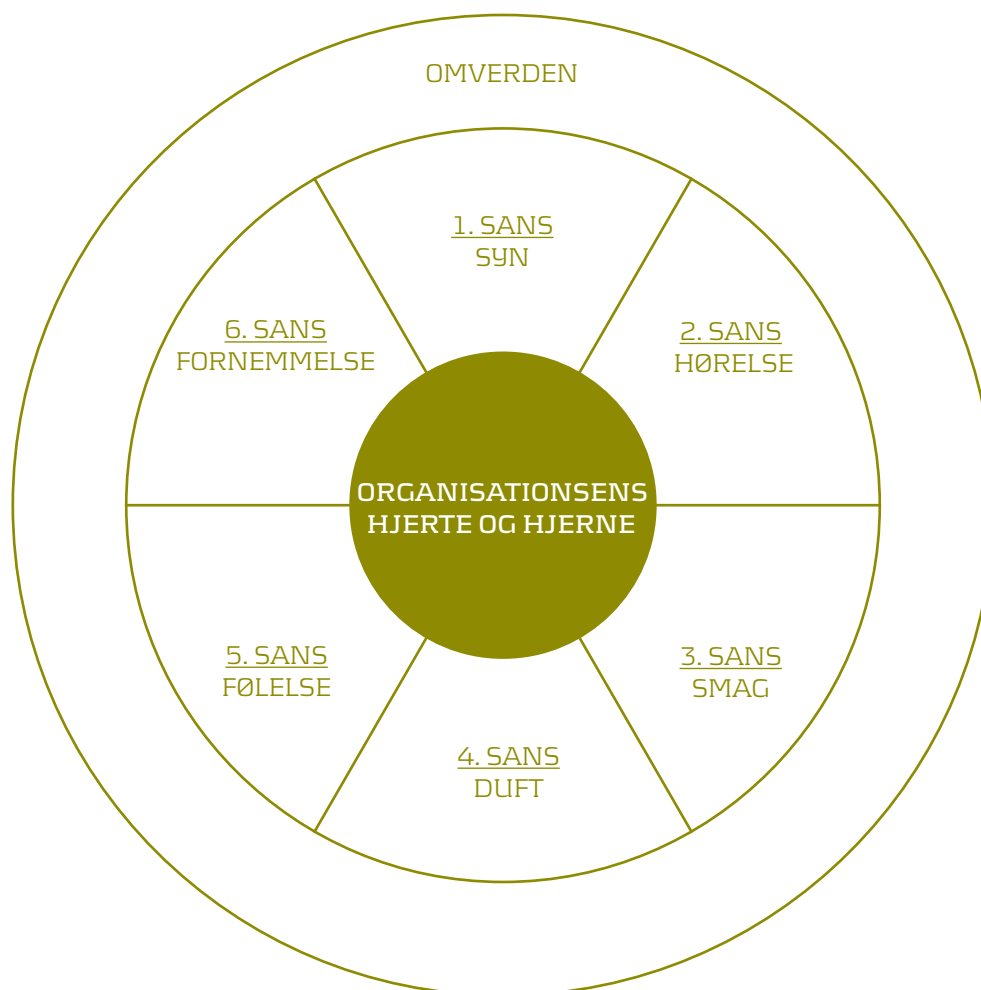 OMVERDEN
1. SANS
SYN
2. SANS
HØRELSE
3. SANS
SMAG
4. SANS
DUFT
5. SANS
FØLELSE
6. SANS
FORNEMMELSE
ORGANISATIONSENS
HJERTE OG HJERNE